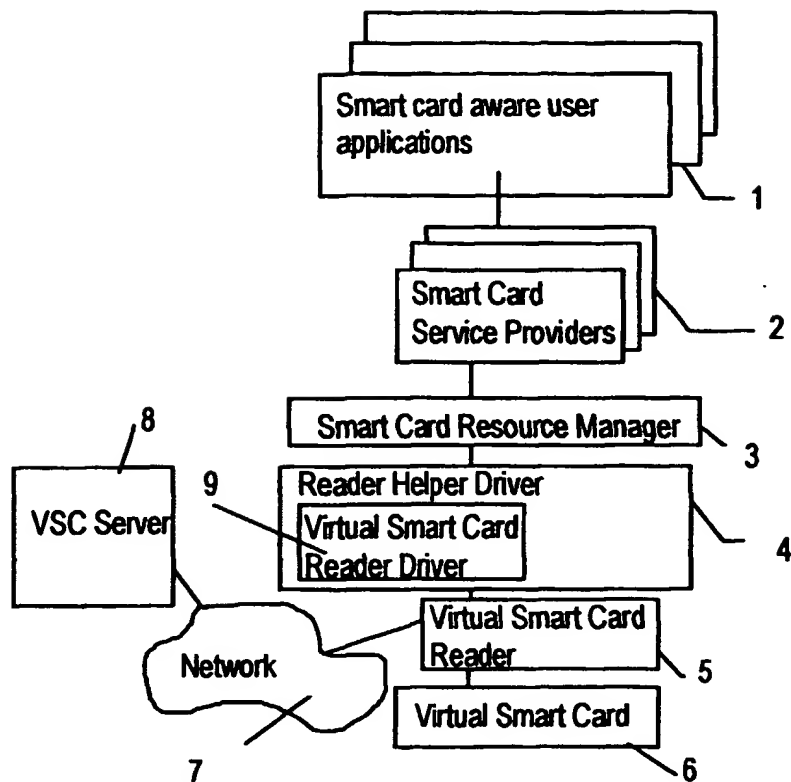 Smart card aware user
applications
1
Smart Card
Service Providers
2
Smart Card Resource Manager
3
8
VSC Server
9
Reader Helper Driver
Virtual Smart Card
Reader Driver
4
Virtual Smart Card
Reader
5
Network
7
Virtual Smart Card
6